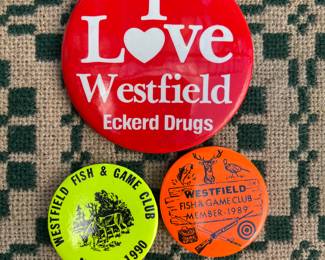 I
Love
Westfield
Eckerd Drugs
WESTFIELD FISH & GAME CLUB
1990
WESTFIELD
FISH & GAME CLUB
MEMBER - 1989